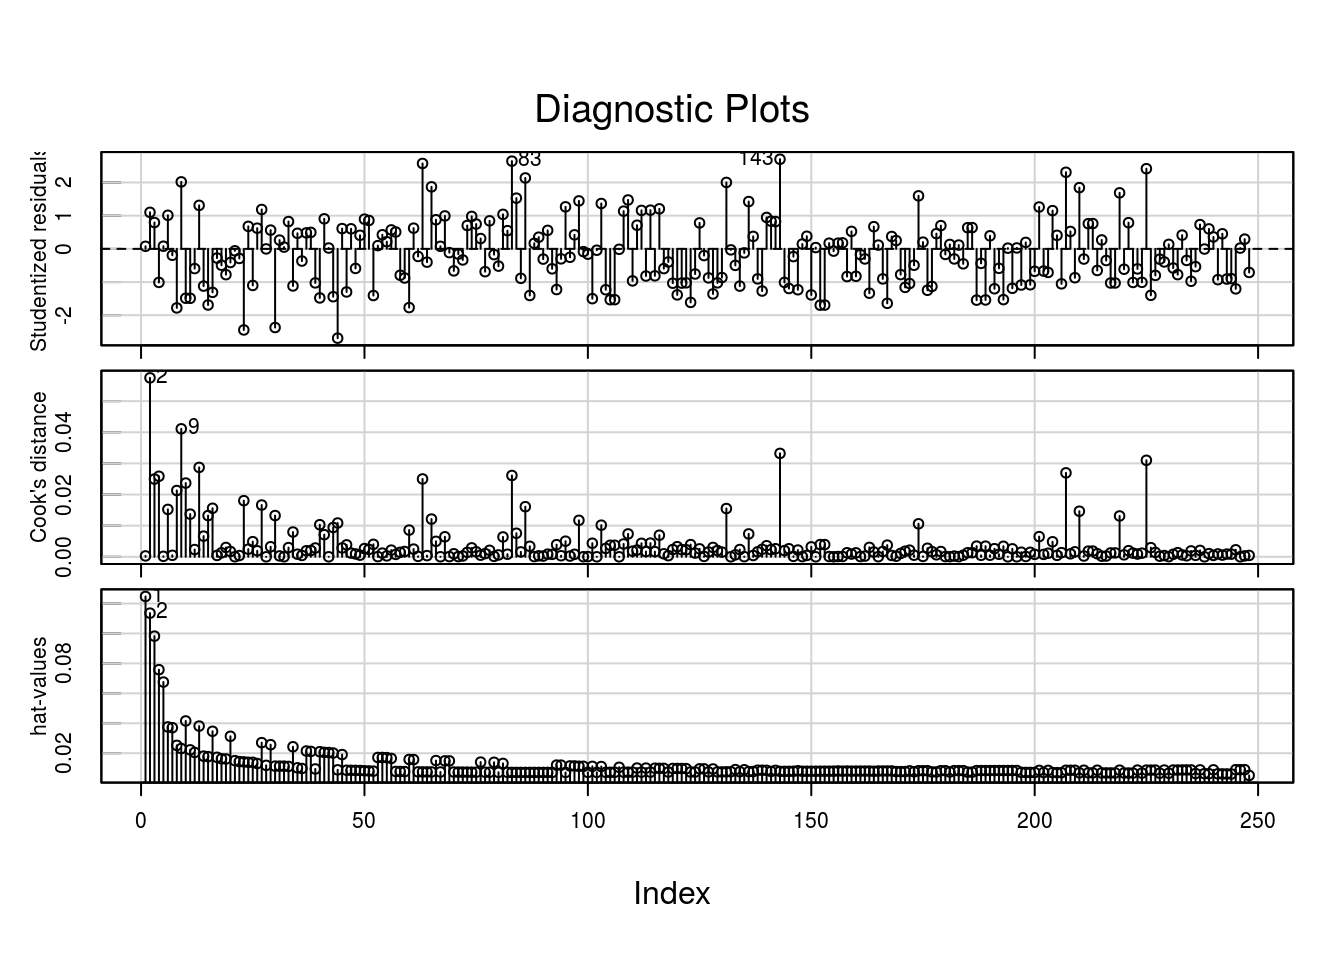 Diagnostic Plots
Studentized residuals
-2 0 1 2
83
143
Cook's distance
0.00 0.02 0.04
2
9
hat-values
0.02 0.08
1
2
0 50 100 150 200 250
Index